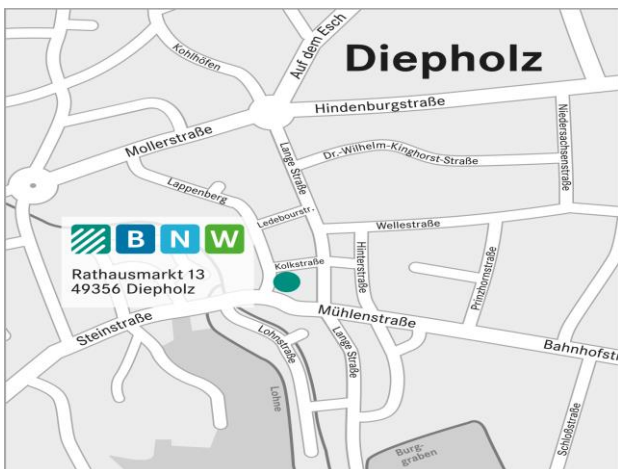 Diepholz
Auf dem Esch
Kohlhöfen
Hindenburgstraße
Mollerstraße
Lange Straße
Dr.-Wilhelm-Kinghorst-Straße
Niedersachsenstraße
Lappenberg
Ledebourstr.
Wellestraße
BNW
Rathausmarkt 13
49356 Diepholz
Kolkstraße
Hinterstraße
Prinzhornstraße
Steinstraße
Mühlenstraße
Lohnstraße
Lange Straße
Bahnhofst
Lohne
Schloßstraße
Burg-
graben